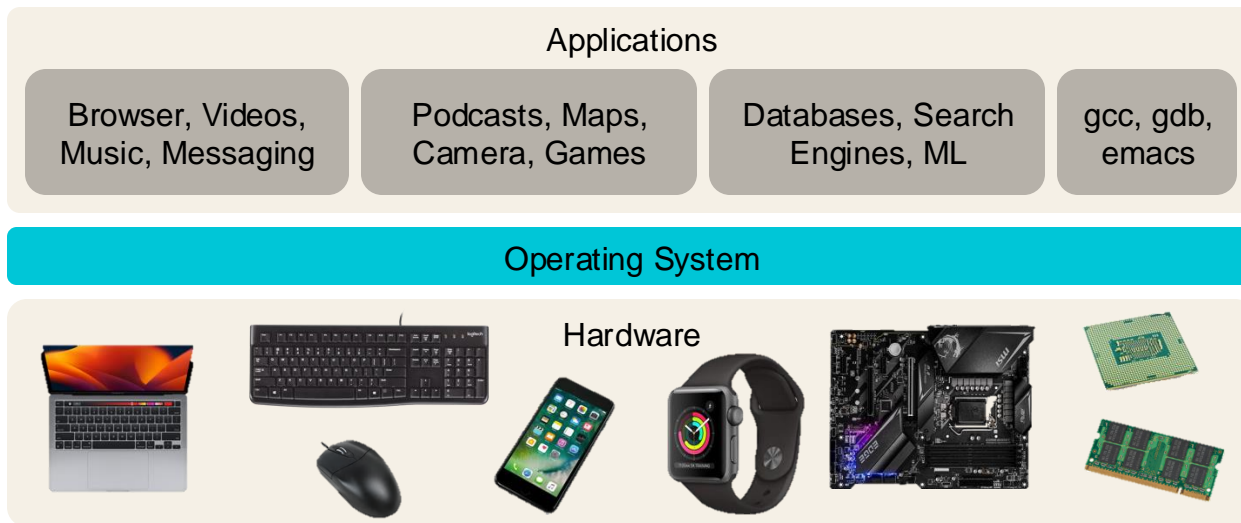 Applications
Browser, Videos,
Music, Messaging
Podcasts, Maps,
Camera, Games
Databases, Search
Engines, ML
gcc, gdb,
emacs
Operating System
Hardware